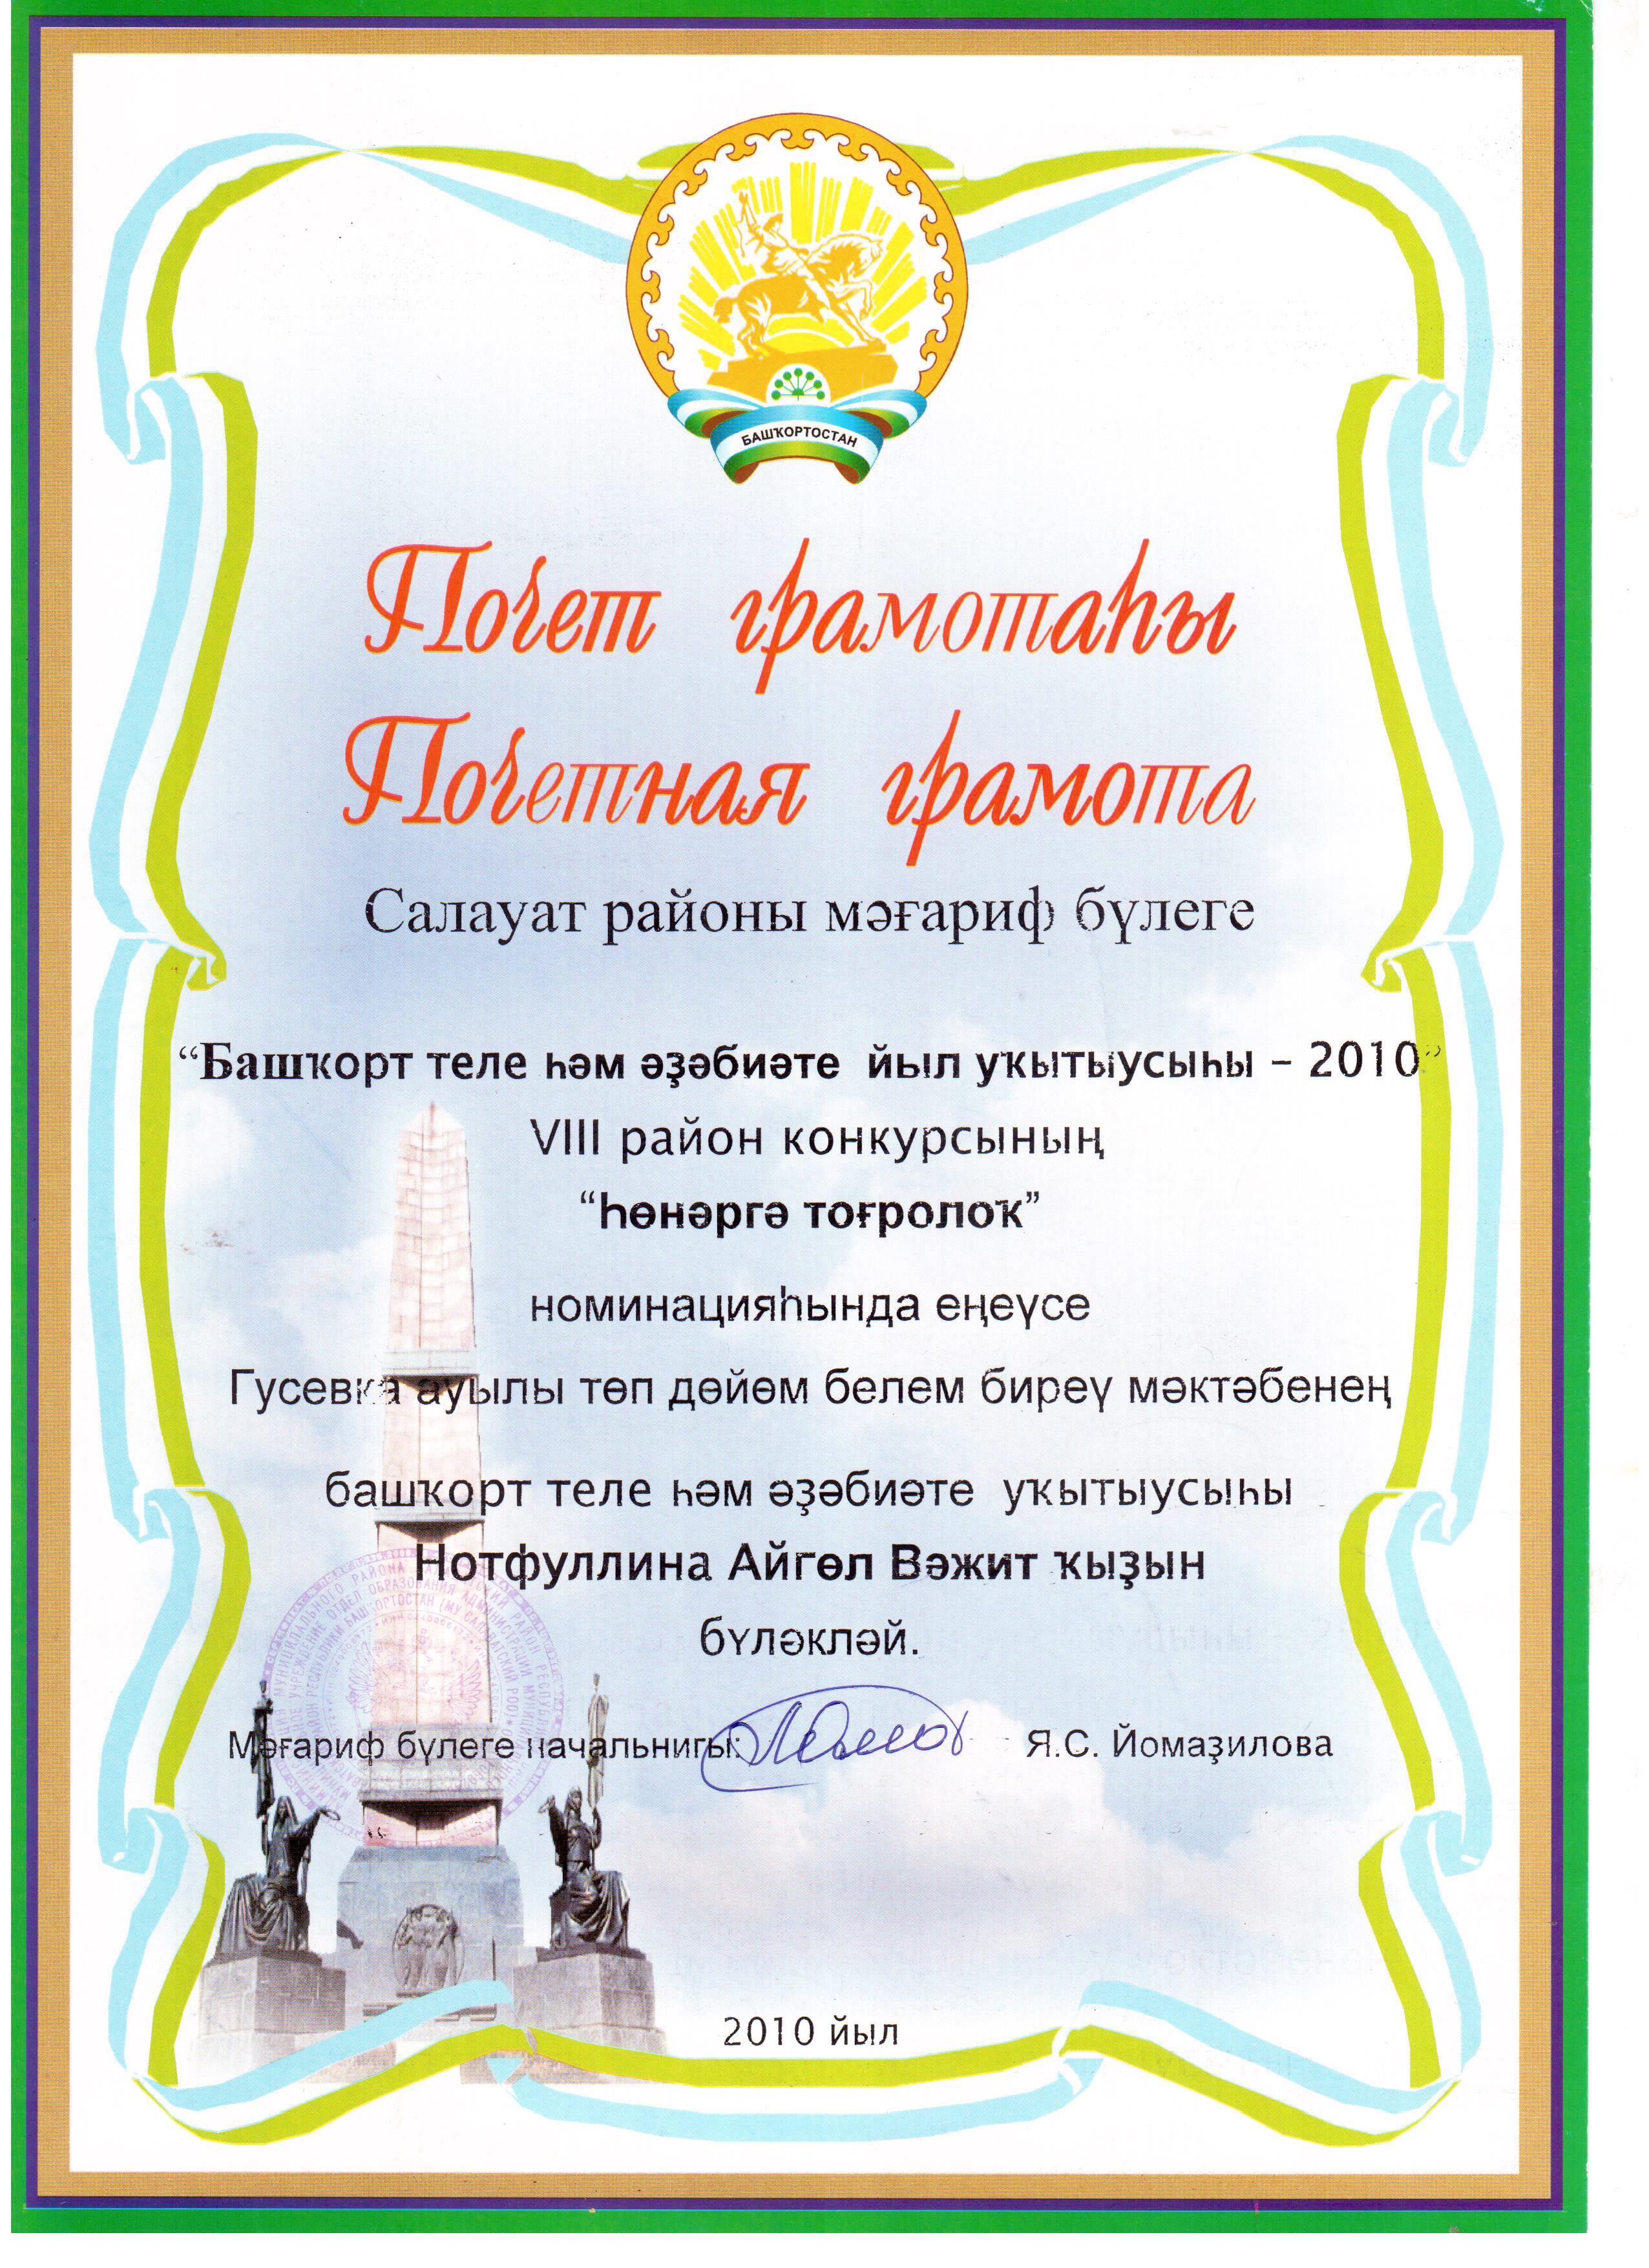 БАШҠОРТОСТАН
Почет грамотаһы
Почетная грамота
Салауат районы мәғариф бүлеге
“Башҡорт теле һәм әҙәбиәте йыл уҡытыусыһы – 2010”
VIII район конкурсының
“Һөнәргә тоғролоҡ”
номинацияһында еңеүсе
Гусевка ауылы төп дөйөм белем биреү мәктәбенең
башҡорт теле һәм әҙәбиәте уҡытыусыһы
Нотфуллина Айгөл Вәжит ҡыҙын
бүләкләй.
Мәғариф бүлеге начальнигы: Я.С. Йомаҙилова
2010 йыл